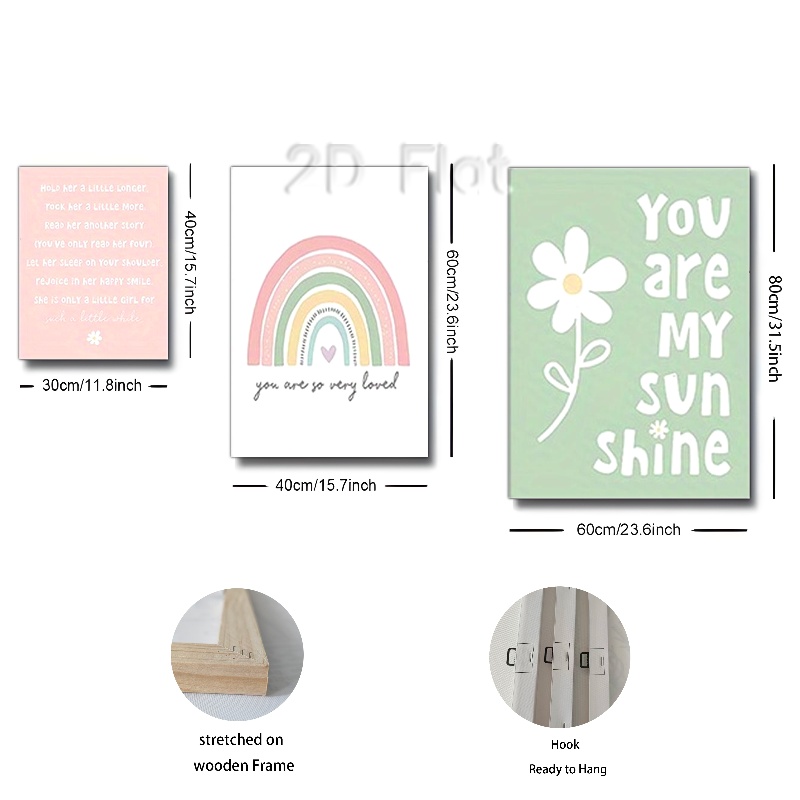 2D Flat
Hold her a little longer,
rock her a little more,
Read her another story
(You've only read her four).
Let her sleep on your shoulder
rejoice in her happy smile
She is only a little girl for
such a little while
40cm/15.7inch
30cm/11.8inch
you are so very loved
60cm/23.6inch
40cm/15.7inch
YOU
are
MY
sun
shine
80cm/31.5inch
60cm/23.6inch
stretched on
wooden Frame
Hook
Ready to Hang